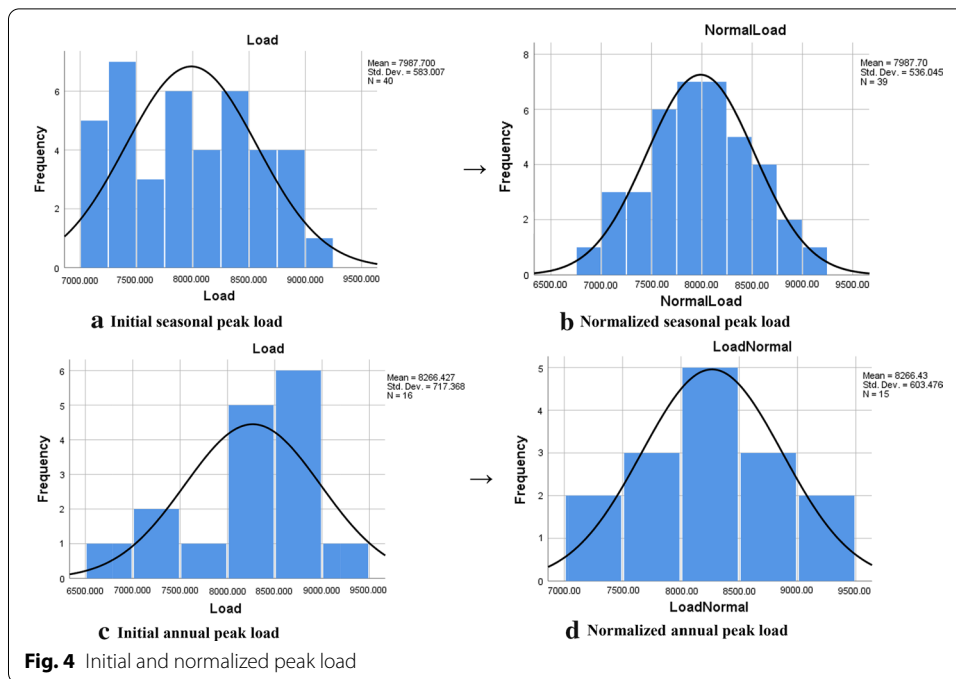 Load
Mean = 7987.700
Std. Dev. = 583.007
N = 40
Frequency
6
4
2
0
7000.000 7500.000 8000.000 8500.000 9000.000 9500.000
Load
a Initial seasonal peak load
→
NormalLoad
Mean = 7987.70
Std. Dev. = 536.045
N = 39
Frequency
8
6
4
2
0
6500.00 7000.00 7500.00 8000.00 8500.00 9000.00 9500.00
NormalLoad
b Normalized seasonal peak load
Load
Mean = 8266.427
Std. Dev. = 717.368
N = 16
Frequency
6
5
4
3
2
1
0
6500.000 7000.000 7500.000 8000.000 8500.000 9000.000 9500.000
Load
c Initial annual peak load
→
LoadNormal
Mean = 8266.43
Std. Dev. = 603.476
N = 15
Frequency
5
4
3
2
1
0
7000.00 7500.00 8000.00 8500.00 9000.00 9500.00
LoadNormal
d Normalized annual peak load
Fig. 4 Initial and normalized peak load